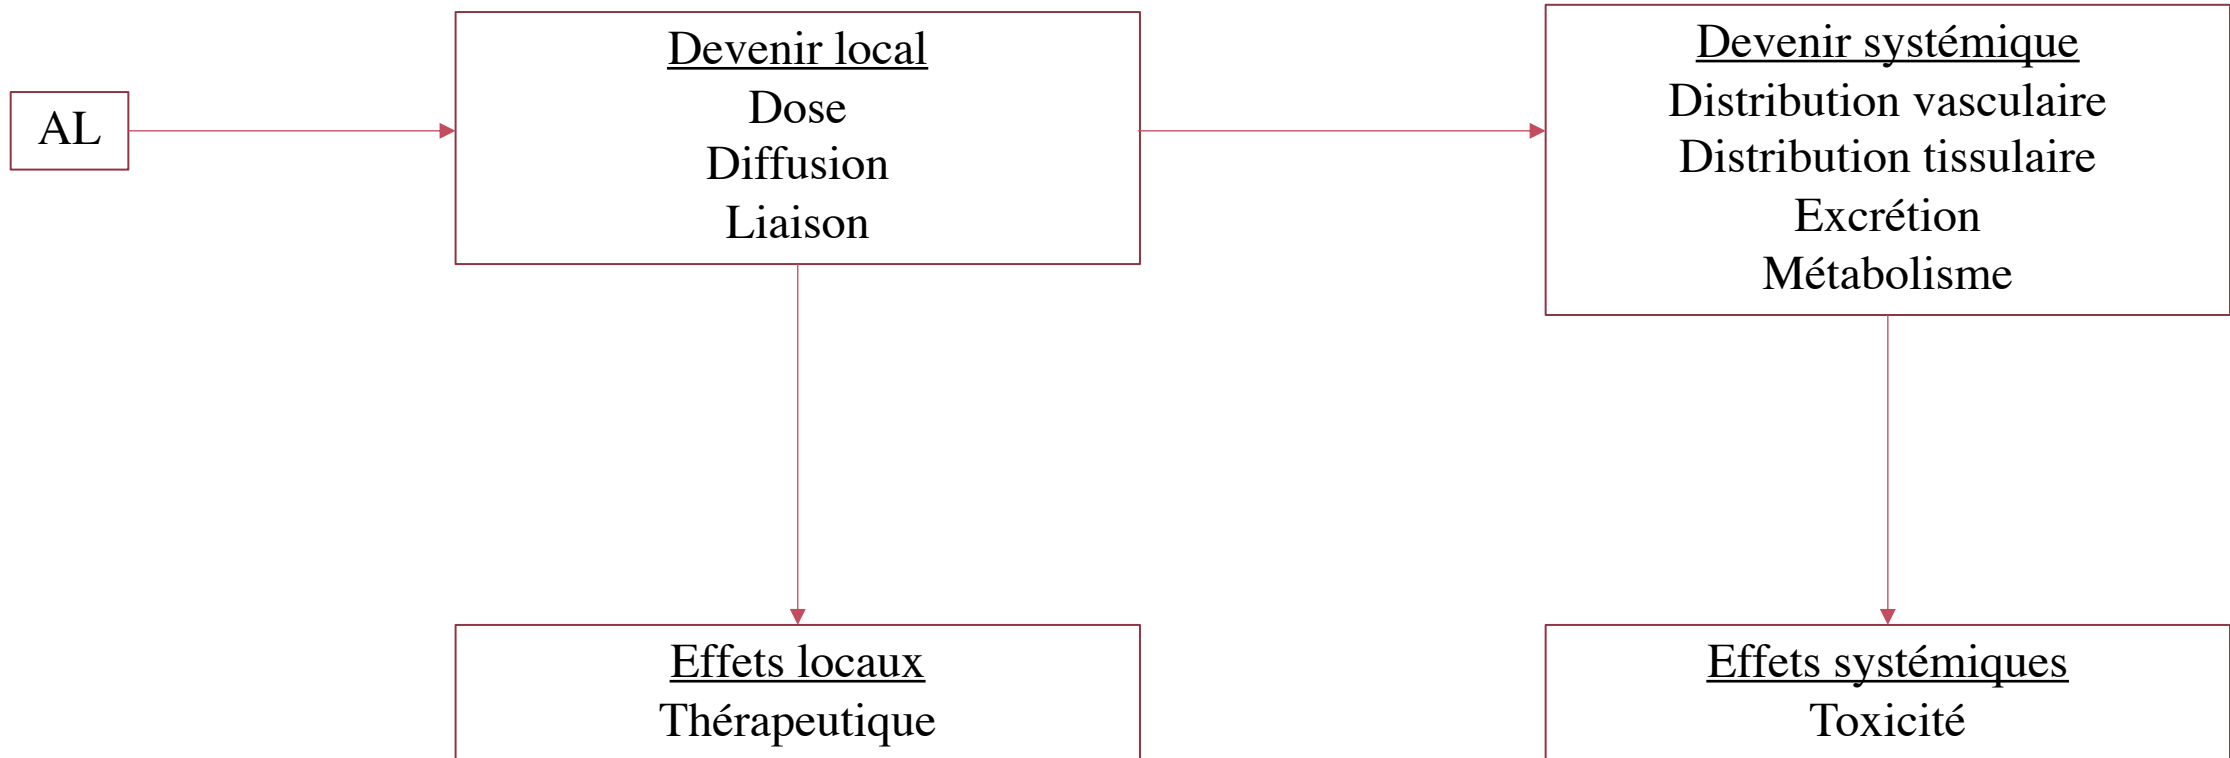 AL
Devenir local
Dose
Diffusion
Liaison
Devenir systémique
Distribution vasculaire
Distribution tissulaire
Excrétion
Métabolisme
Effets locaux
Thérapeutique
Effets systémiques
Toxicité